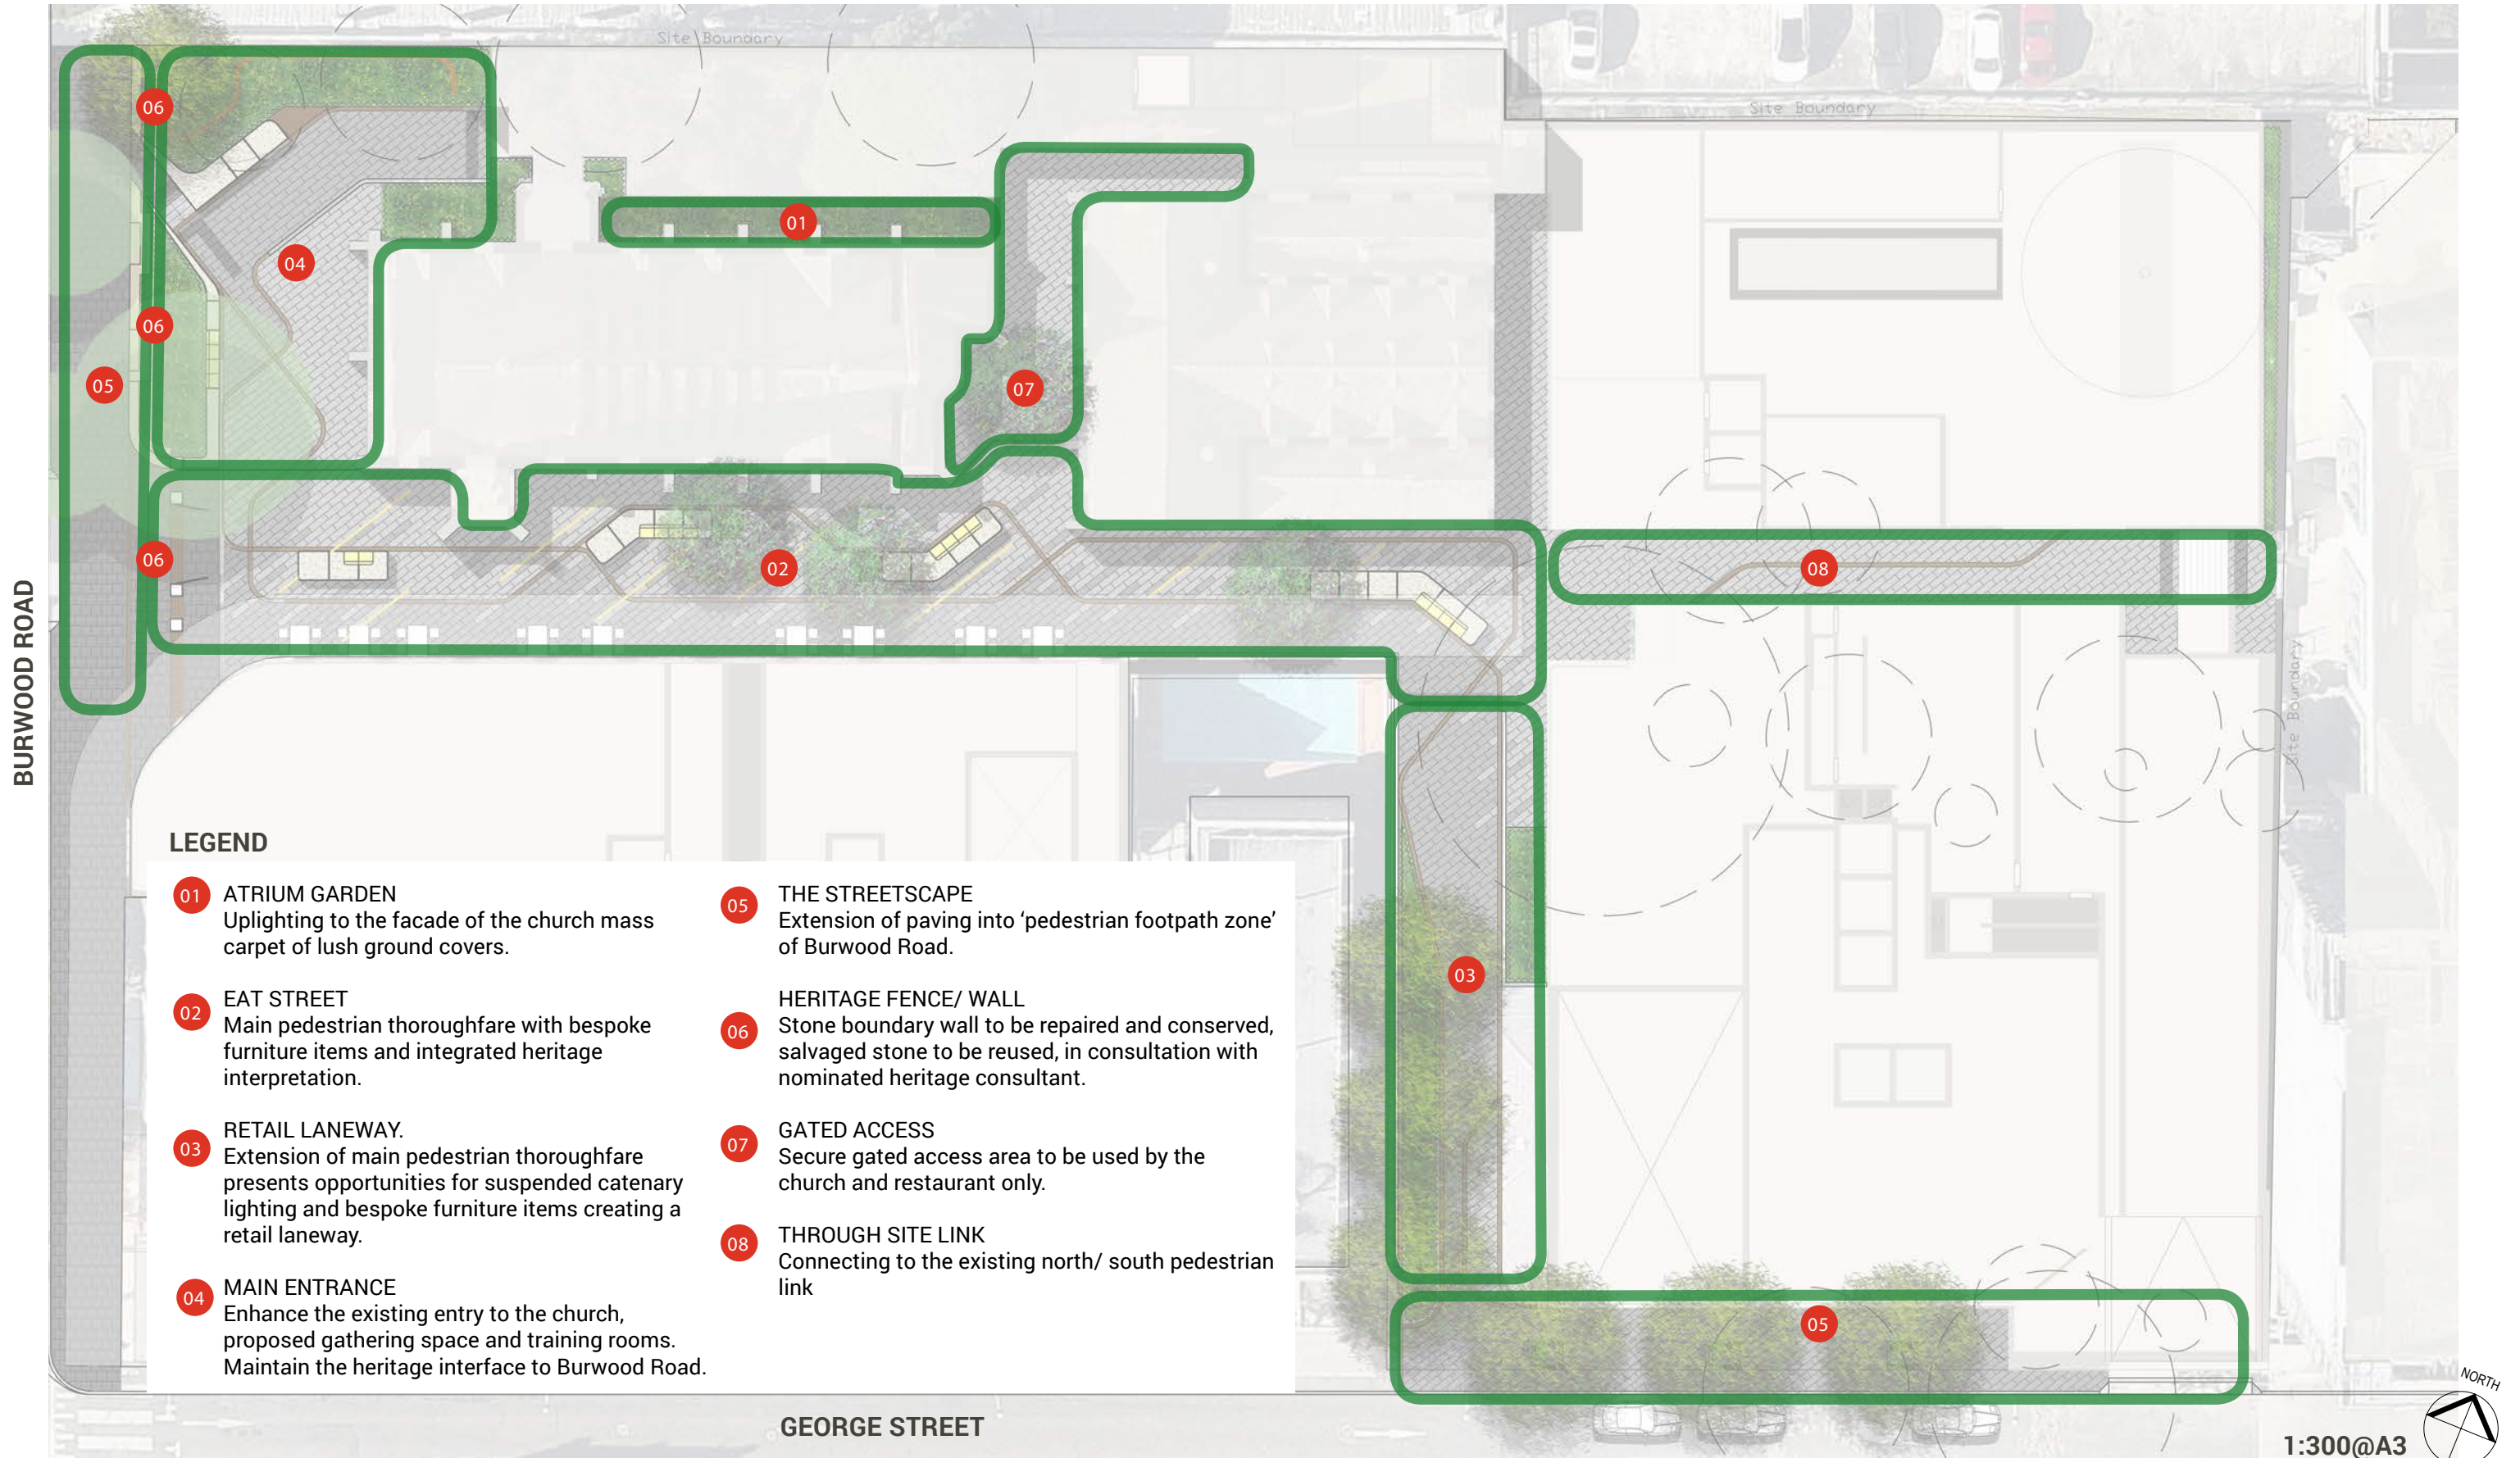 Site Boundary
Site Boundary
06
01
04
06
05
07
06
02
08
BURWOOD ROAD
Site Boundary
LEGEND
01 ATRIUM GARDEN
Uplighting to the facade of the church mass
carpet of lush ground covers.
02 EAT STREET
Main pedestrian thoroughfare with bespoke
furniture items and integrated heritage
interpretation.
03 RETAIL LANEWAY.
Extension of main pedestrian thoroughfare
presents opportunities for suspended catenary
lighting and bespoke furniture items creating a
retail laneway.
04 MAIN ENTRANCE
Enhance the existing entry to the church,
proposed gathering space and training rooms.
Maintain the heritage interface to Burwood Road.
05 THE STREETSCAPE
Extension of paving into ‘pedestrian footpath zone’
of Burwood Road.
HERITAGE FENCE/ WALL
06 Stone boundary wall to be repaired and conserved,
salvaged stone to be reused, in consultation with
nominated heritage consultant.
07 GATED ACCESS
Secure gated access area to be used by the
church and restaurant only.
08 THROUGH SITE LINK
Connecting to the existing north/ south pedestrian
link
03
05
GEORGE STREET
NORTH
1:300@A3